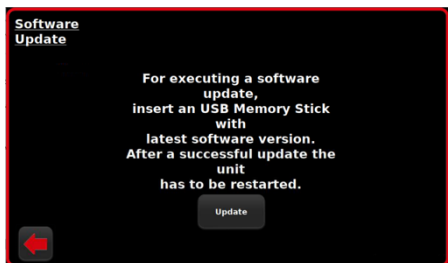 Software
Update
For executing a software
update,
insert an USB Memory Stick
with
latest software version.
After a successful update the
unit
has to be restarted.
Update